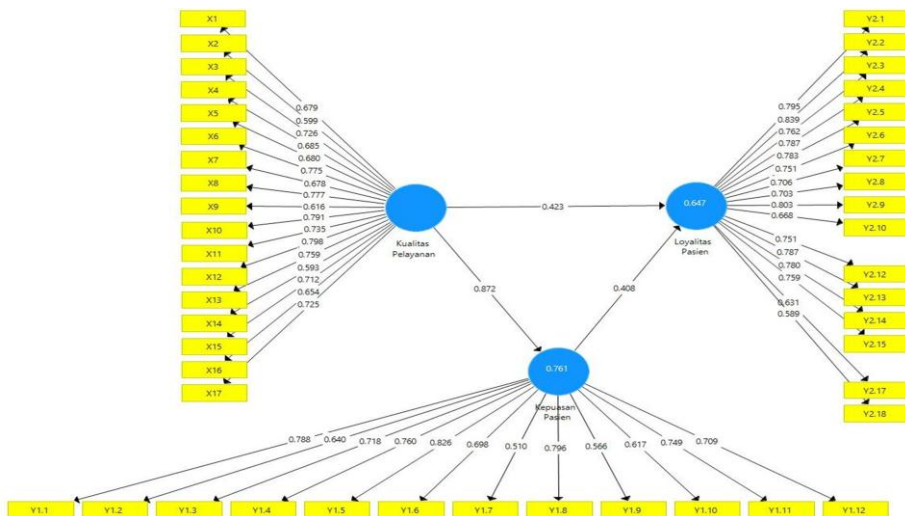 X1
X2
X3
X4
X5
X6
X7
X8
X9
X10
X11
X12
X13
X14
X15
X16
X17
0.679
0.599
0.726
0.685
0.680
0.775
0.678
0.777
0.616
0.791
0.735
0.798
0.759
0.593
0.712
0.654
0.725
Kualitas
Pelayanan
0.423
0.872
0.408
0.647
Loyalitas
Pasien
0.795
0.839
0.762
0.787
0.783
0.751
0.706
0.703
0.803
0.668
0.751
0.787
0.780
0.759
0.631
0.589
Y2.1
Y2.2
Y2.3
Y2.4
Y2.5
Y2.6
Y2.7
Y2.8
Y2.9
Y2.10
Y2.12
Y2.13
Y2.14
Y2.15
Y2.17
Y2.18
0.761
Kepuasan
Pasien
0.788 0.640 0.718 0.760 0.826 0.698 0.510 0.796 0.566 0.617 0.749 0.709
Y1.1 Y1.2 Y1.3 Y1.4 Y1.5 Y1.6 Y1.7 Y1.8 Y1.9 Y1.10 Y1.11 Y1.12